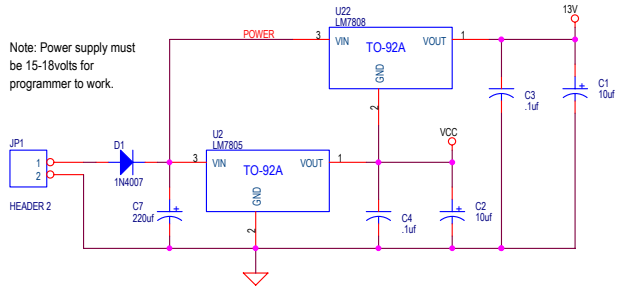 U22
LM7808
13V
Note: Power supply must
be 15-18volts for
programmer to work.
POWER
3
VIN
TO-92A
VOUT
1
GND
2
C3
.1uf
C1
10uf
JP1
1
2
HEADER 2
D1
1N4007
U2
LM7805
3
VIN
TO-92A
VOUT
1
GND
2
VCC
C7
220uf
C4
.1uf
C2
10uf